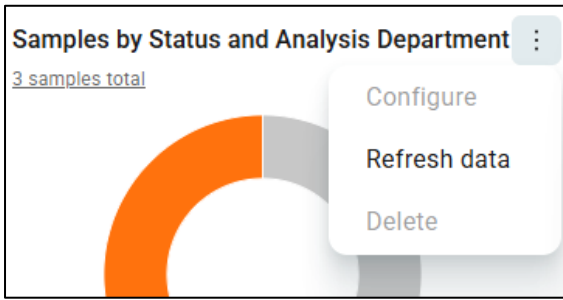 Samples by Status and Analysis Department
3 samples total
Configure
Refresh data
Delete